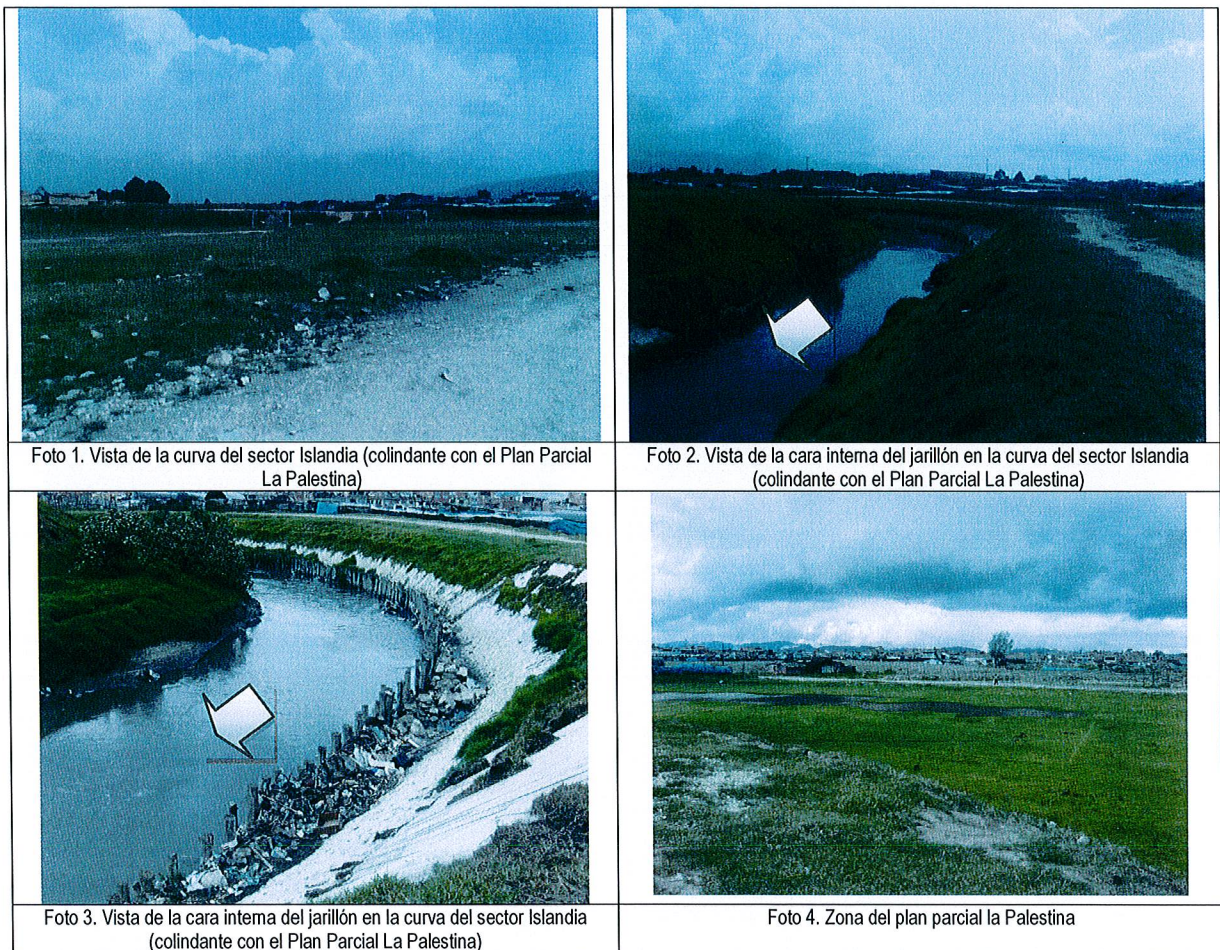 Foto 1. Vista de la curva del sector Islandia (colindante con el Plan Parcial
La Palestina)
Foto 2. Vista de la cara interna del jarillón en la curva del sector Islandia
(colindante con el Plan Parcial La Palestina)
Foto 3. Vista de la cara interna del jarillón en la curva del sector Islandia
(colindante con el Plan Parcial La Palestina)
Foto 4. Zona del plan parcial la Palestina